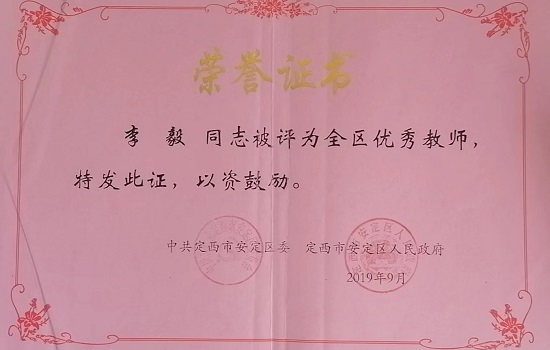 荣誉证书
李 毅 同志被评为全区优秀教师，
特发此证，以资鼓励。
中共定西市安定区委 定西市安定区人民政府
2019年9月